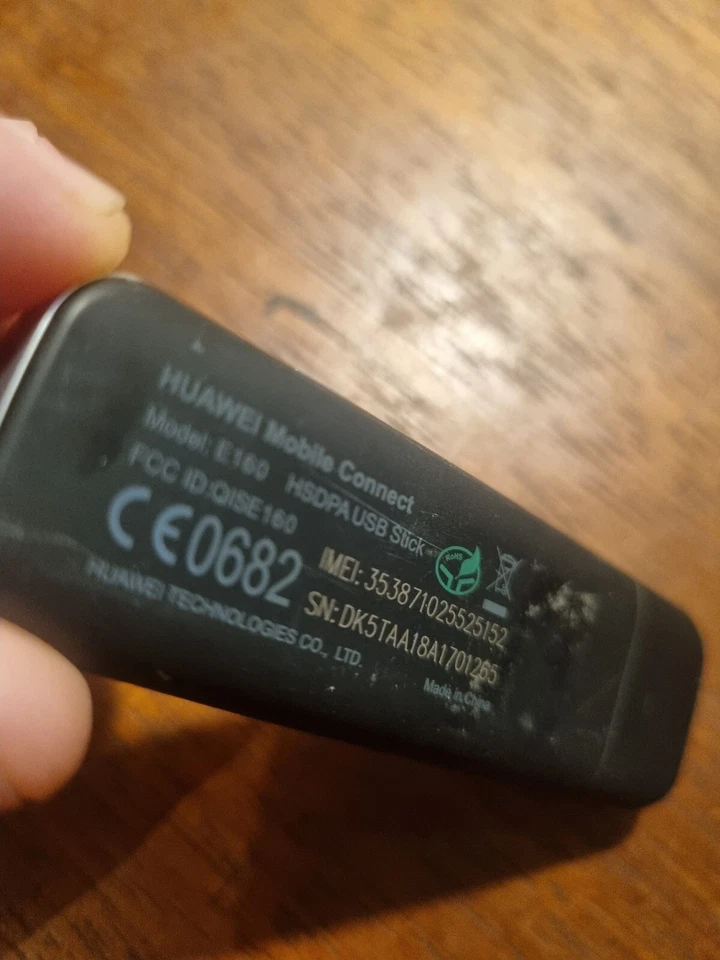 HUAWEI Mobile Connect
Model: E160 HSDPA USB Stick
FCC ID:QISE160
CE0682
IMEI: 353871025525152
SN: DK5TAA18A1701265
HUAWEI TECHNOLOGIES CO., LTD.
Made in China
RoHS